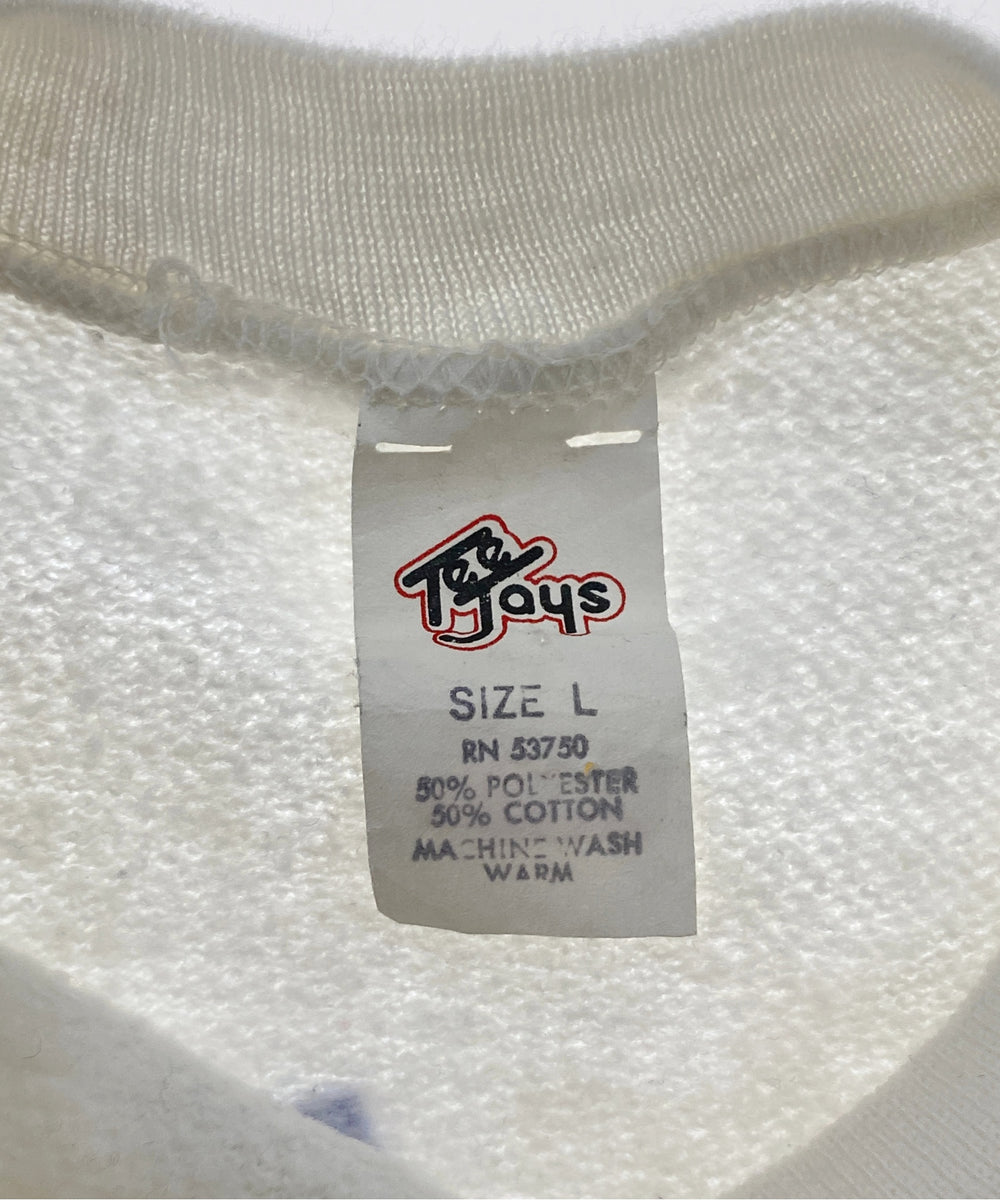 Tee
Jays
SIZE L
RN 53750
50% POLYESTER
50% COTTON
MACHINE WASH
WARM